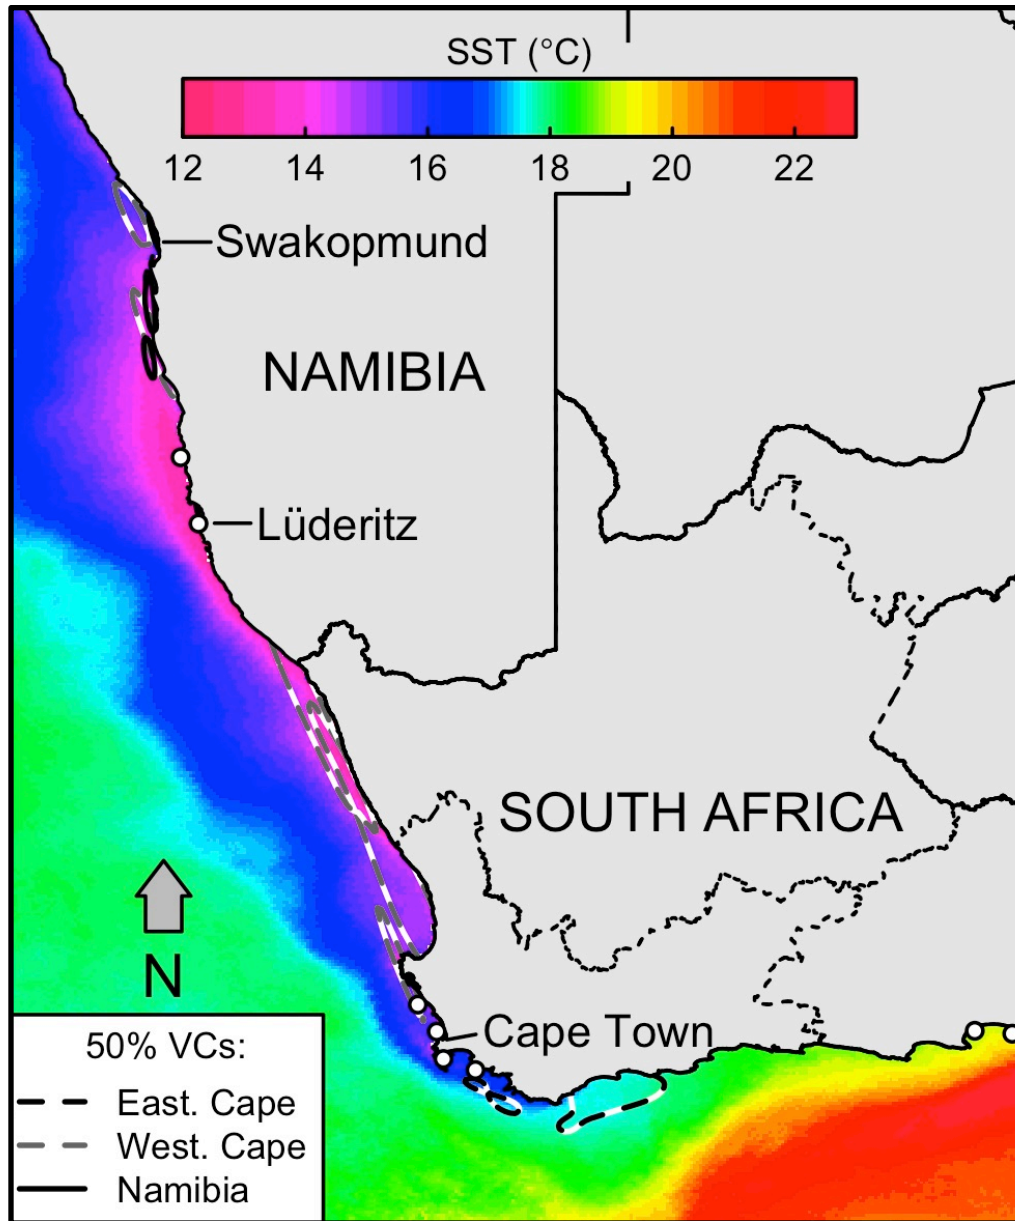 SST (°C)
12 14 16 18 20 22
Swakopmund
NAMIBIA
Lüderitz
SOUTH AFRICA
N
Cape Town
50% VCs:
East. Cape
West. Cape
Namibia